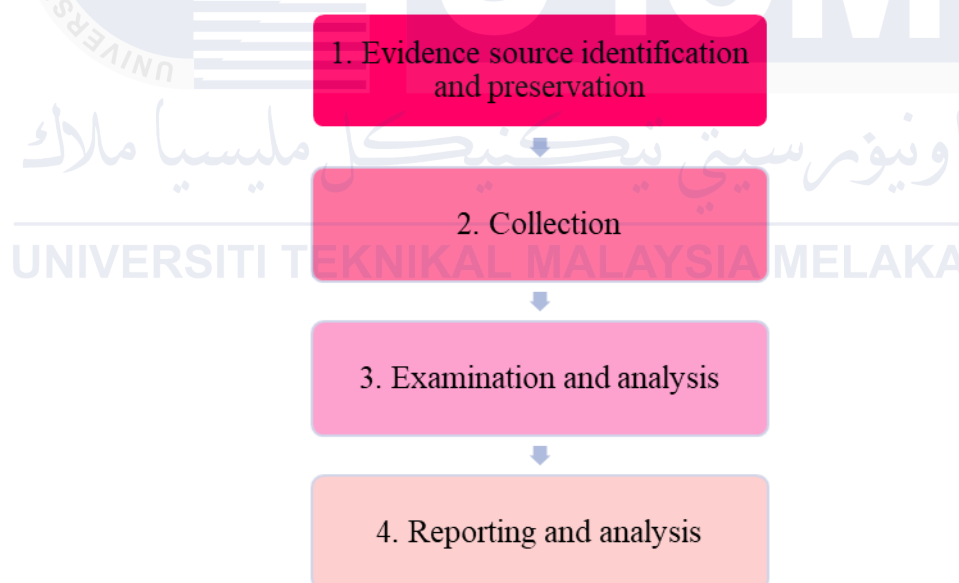 1. Evidence source identification
and preservation
اونيۏرسيتي تيكنيكل مليسيا ملاك
2. Collection
UNIVERSITI TEKNIKAL MALAYSIA MELAKA
3. Examination and analysis
4. Reporting and analysis